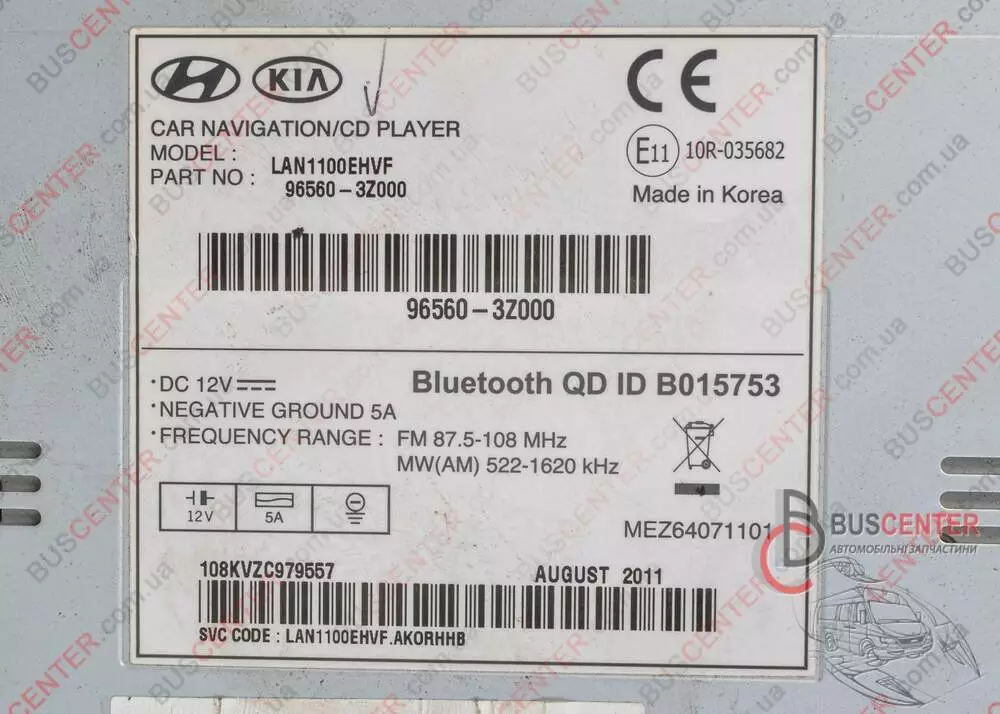 KIA
CE
CAR NAVIGATION/CD PLAYER
MODEL : LAN1100EHVF
PART NO : 96560-3Z000
E11 10R-035682
Made in Korea
96560-3Z000
·DC 12V
Bluetooth QD ID B015753
·NEGATIVE GROUND 5A
·FREQUENCY RANGE : FM 87.5-108 MHz
MW(AM) 522-1620 kHz
12V
5A
MEZ64071101
BUSCENTER
АВТОМОБІЛЬНІ ЗАПЧАСТИНИ
108KVZC979557
AUGUST 2011
SVC CODE : LAN1100EHVF.AKORHHB
BUSCENTER.com.ua